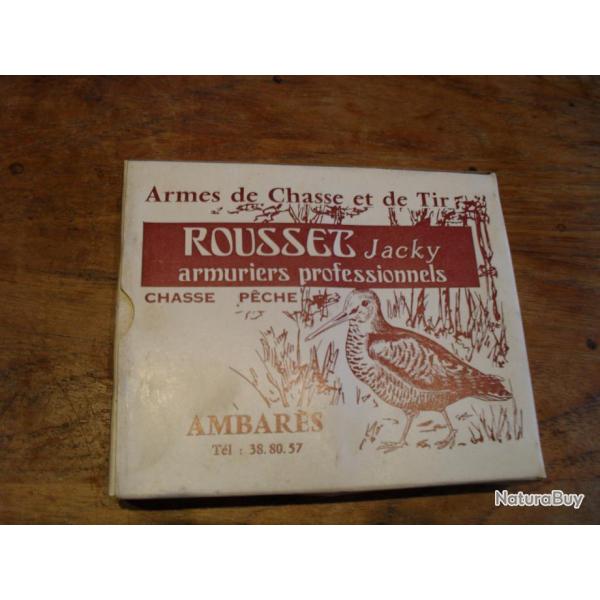 Armes de Chasse et de Tir
ROUSSET Jacky
armuriers professionnels
CHASSE PÊCHE
AMBARÈS
Tél : 38.80.57
NaturaBuy